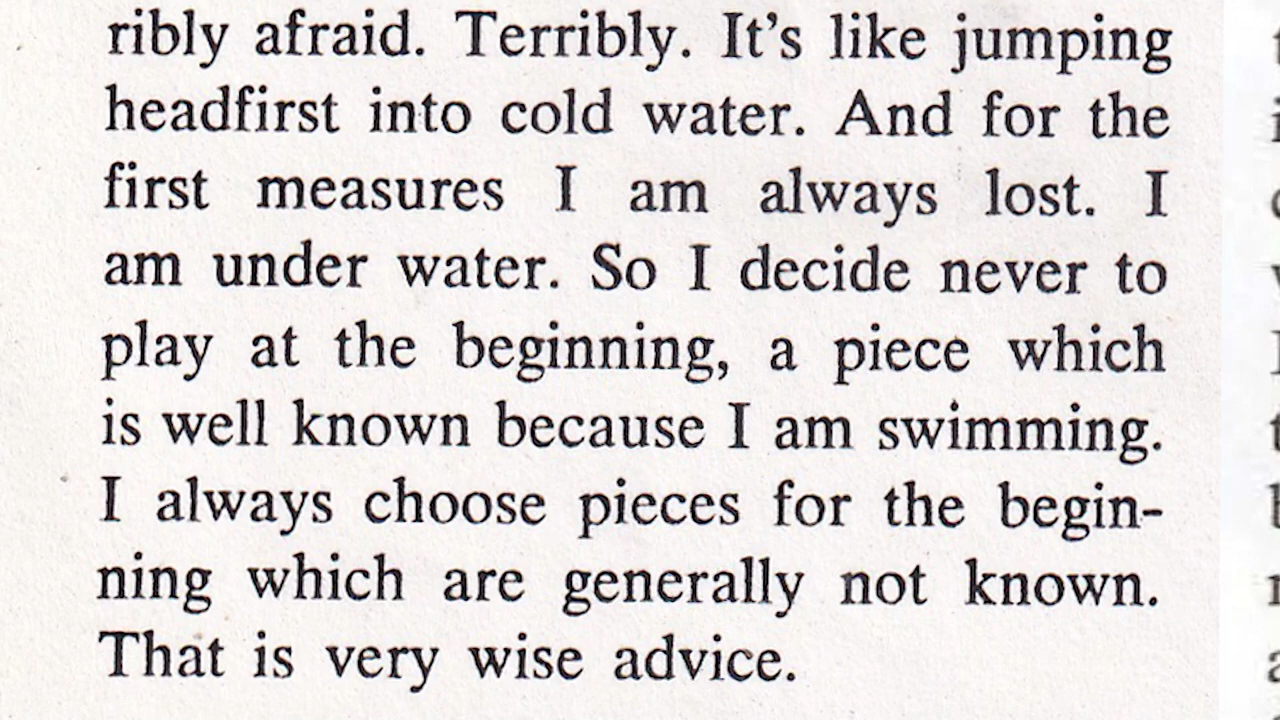 ribly afraid. Terribly. It's like jumping
headfirst into cold water. And for the
first measures I am always lost. I
am under water. So I decide never to
play at the beginning, a piece which
is well known because I am swimming.
I always choose pieces for the begin-
ning which are generally not known.
That is very wise advice.